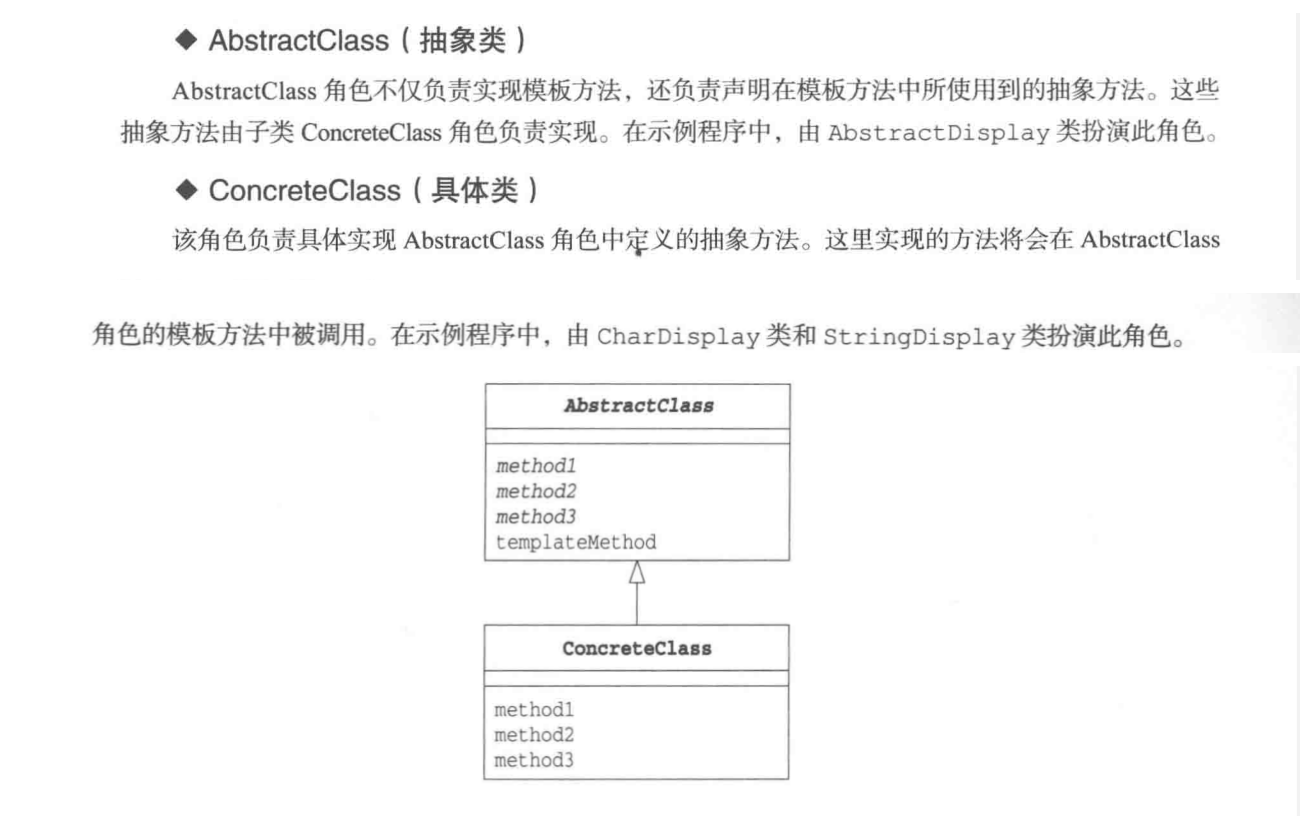 ◆ AbstractClass（抽象类）
AbstractClass 角色不仅负责实现模板方法，还负责声明在模板方法中所使用到的抽象方法。这些
抽象方法由子类 ConcreteClass 角色负责实现。在示例程序中，由 AbstractDisplay 类扮演此角色。
◆ ConcreteClass（具体类）
该角色负责具体实现 AbstractClass 角色中定义的抽象方法。这里实现的方法将会在 AbstractClass
角色的模板方法中被调用。在示例程序中，由 CharDisplay 类和 StringDisplay 类扮演此角色。
AbstractClass
method1
method2
method3
templateMethod
ConcreteClass
method1
method2
method3